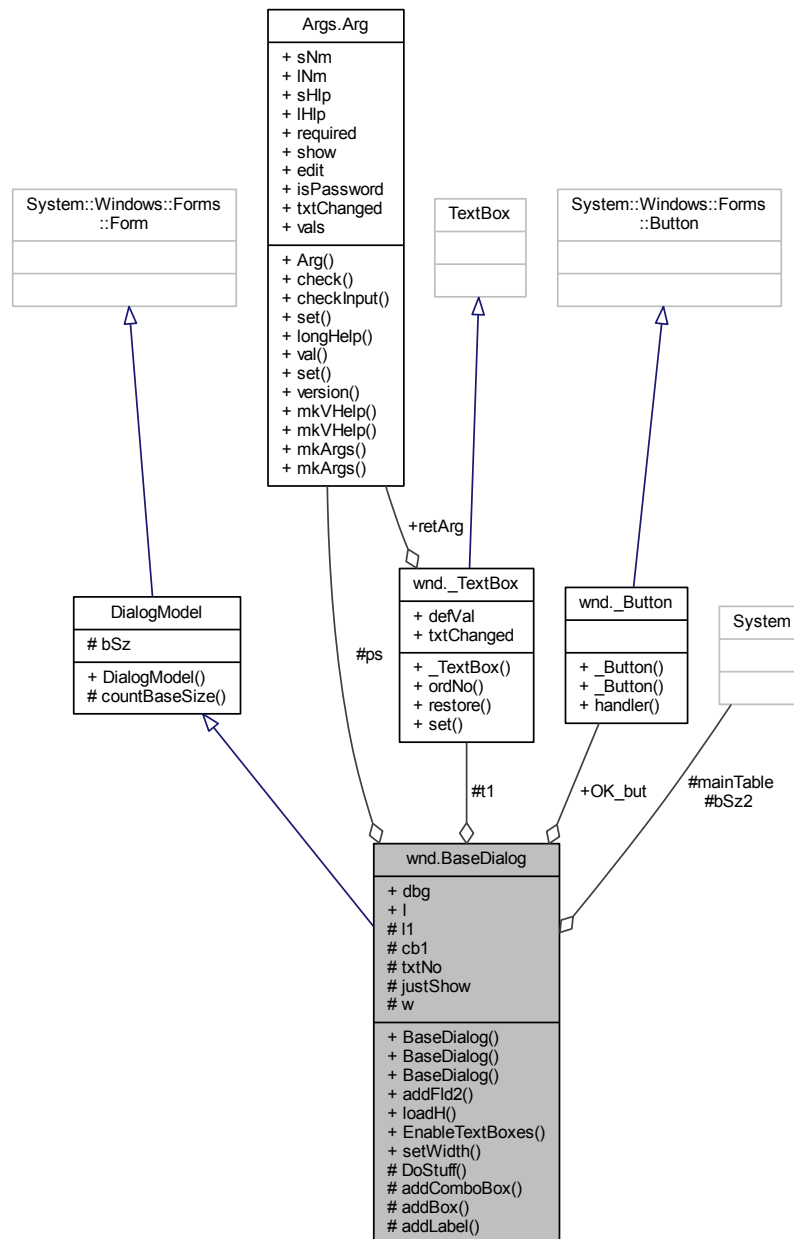 Args.Arg
+ sNm
+ lNm
+ sHlp
+ lHlp
+ required
+ show
+ edit
+ isPassword
+ txtChanged
+ vals
+ Arg()
+ check()
+ checkInput()
+ set()
+ longHelp()
+ val()
+ set()
+ version()
+ mkVHelp()
+ mkVHelp()
+ mkArgs()
+ mkArgs()
System::Windows::Forms
::Form
TextBox
System::Windows::Forms
::Button
+retArg
DialogModel
# bSz
+ DialogModel()
# countBaseSize()
#ps
wnd._TextBox
+ defVal
+ txtChanged
+ _TextBox()
+ ordNo()
+ restore()
+ set()
wnd._Button
+ _Button()
+ _Button()
+ handler()
System
#t1
+OK_but
#mainTable
#bSz2
wnd.BaseDialog
+ dbg
+ l
# l1
# cb1
# txtNo
# justShow
# w
+ BaseDialog()
+ BaseDialog()
+ BaseDialog()
+ addFld2()
+ loadH()
+ EnableTextBoxes()
+ setWidth()
# DoStuff()
# addComboBox()
# addBox()
# addLabel()